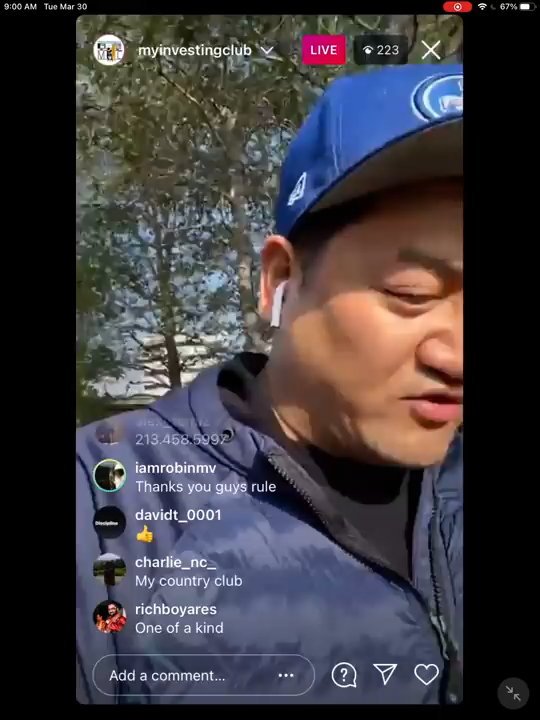 9:00 AM Tue Mar 30
67%
myinvestingclub
LIVE
223
213.458.5997
iamrobinmv
Thanks you guys rule
davidt_0001
👍
charlie_nc_
My country club
richboyares
One of a kind
Add a comment...